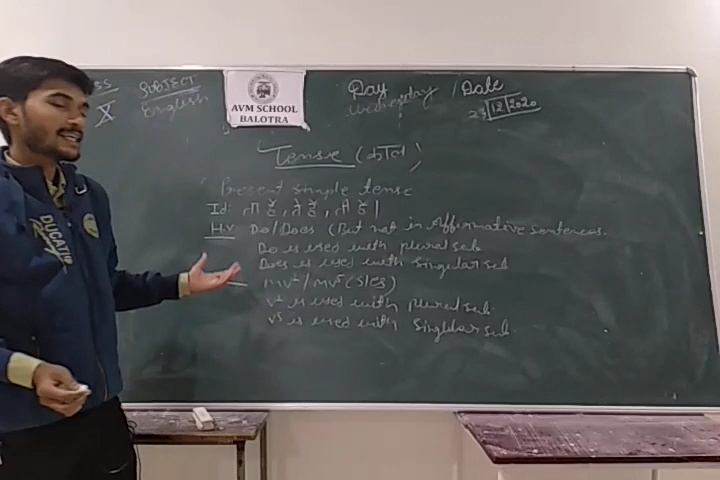 SS SUBJECT Day / Date
X English Wednesday 23/12/2020
AVM SCHOOL
BALOTRA
Tense (काल)
Present simple tense
Id: ता है, ते हैं, ती है|
H.V: Do/Does (But not in Affirmative sentences.
Do is used with plural sub
Does is used with singular sub
MV¹/MV⁵(s/es)
V¹ is used with plural sub.
V⁵ is used with singular sub.
DUCATI